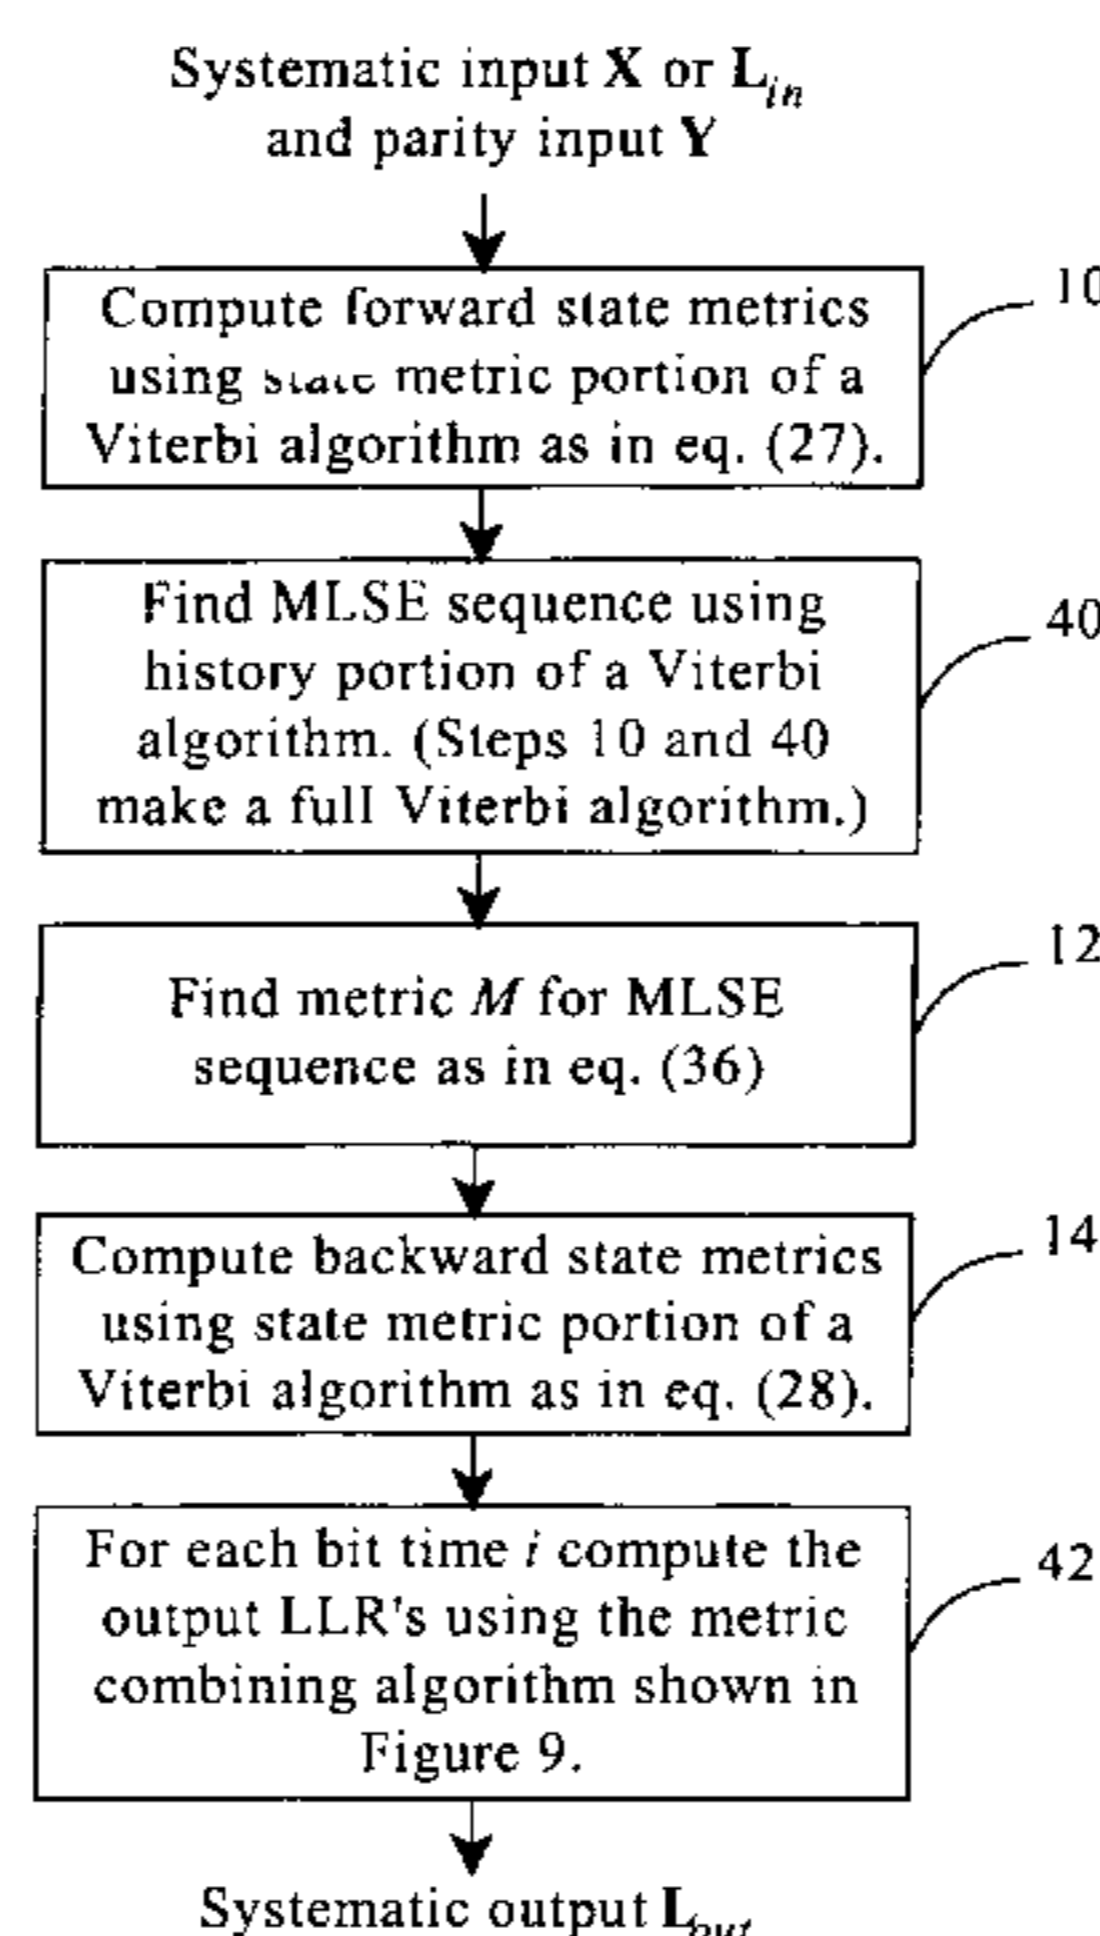 Systematic input X or Lin
and parity input Y
Compute forward state metrics
using state metric portion of a
Viterbi algorithm as in eq. (27).
10
Find MLSE sequence using
history portion of a Viterbi
algorithm. (Steps 10 and 40
make a full Viterbi algorithm.)
40
Find metric M for MLSE
sequence as in eq. (36)
12
Compute backward state metrics
using state metric portion of a
Viterbi algorithm as in eq. (28).
14
For each bit time i compute the
output LLR's using the metric
combining algorithm shown in
Figure 9.
42
Systematic output Lout